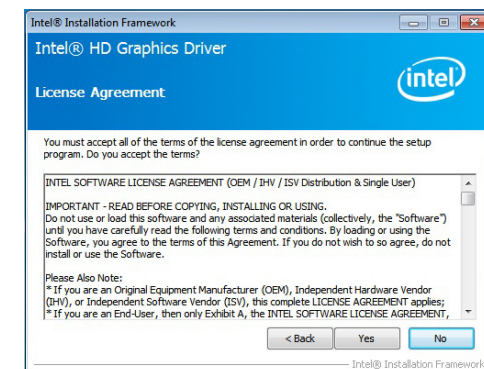 Intel® Installation Framework
Intel® HD Graphics Driver
License Agreement
intel
You must accept all of the terms of the license agreement in order to continue the setup
program. Do you accept the terms?
INTEL SOFTWARE LICENSE AGREEMENT (OEM / IHV / ISV Distribution & Single User)
IMPORTANT - READ BEFORE COPYING, INSTALLING OR USING.
Do not use or load this software and any associated materials (collectively, the "Software")
until you have carefully read the following terms and conditions. By loading or using the
Software, you agree to the terms of this Agreement. If you do not wish to so agree, do not
install or use the Software.
Please Also Note:
* If you are an Original Equipment Manufacturer (OEM), Independent Hardware Vendor
(IHV), or Independent Software Vendor (ISV), this complete LICENSE AGREEMENT applies;
* If you are an End-User, then only Exhibit A, the INTEL SOFTWARE LICENSE AGREEMENT,
< Back Yes No
Intel® Installation Framework